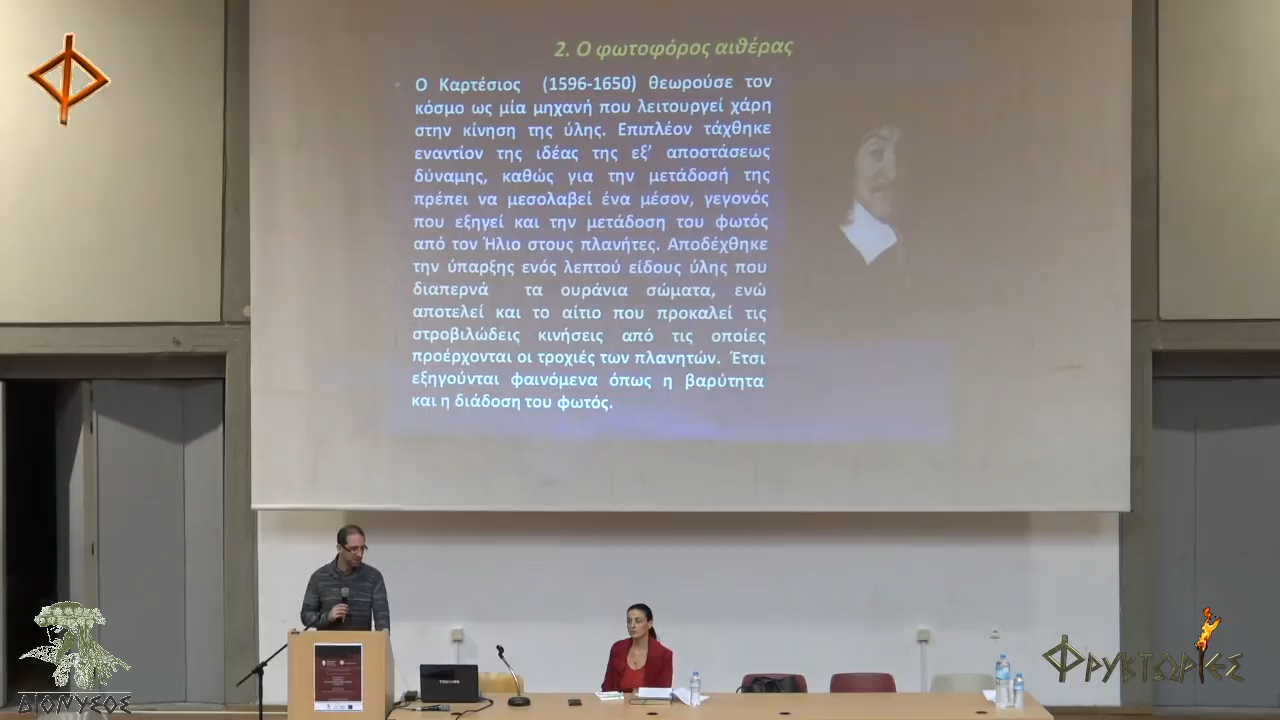 2. Ο φωτοφόρος αιθέρας
Ο Καρτέσιος (1596-1650) θεωρούσε τον
κόσμο ως μία μηχανή που λειτουργεί χάρη
στην κίνηση της ύλης. Επιπλέον τάχθηκε
εναντίον της ιδέας της εξ’ αποστάσεως
δύναμης, καθώς για την μετάδοσή της
πρέπει να μεσολαβεί ένα μέσον, γεγονός
που εξηγεί και την μετάδοση του φωτός
από τον Ήλιο στους πλανήτες. Αποδέχθηκε
την ύπαρξη ενός λεπτού είδους ύλης που
διαπερνά τα ουράνια σώματα, ενώ
αποτελεί και το αίτιο που προκαλεί τις
στροβιλώδεις κινήσεις από τις οποίες
προέρχονται οι τροχιές των πλανητών. Έτσι
εξηγούνται φαινόμενα όπως η βαρύτητα
και η διάδοση του φωτός.
TOSHIBA
ΔΙΟΝΥΣΟΣ
ΦΡΥΚΤΩΡΙΕΣ